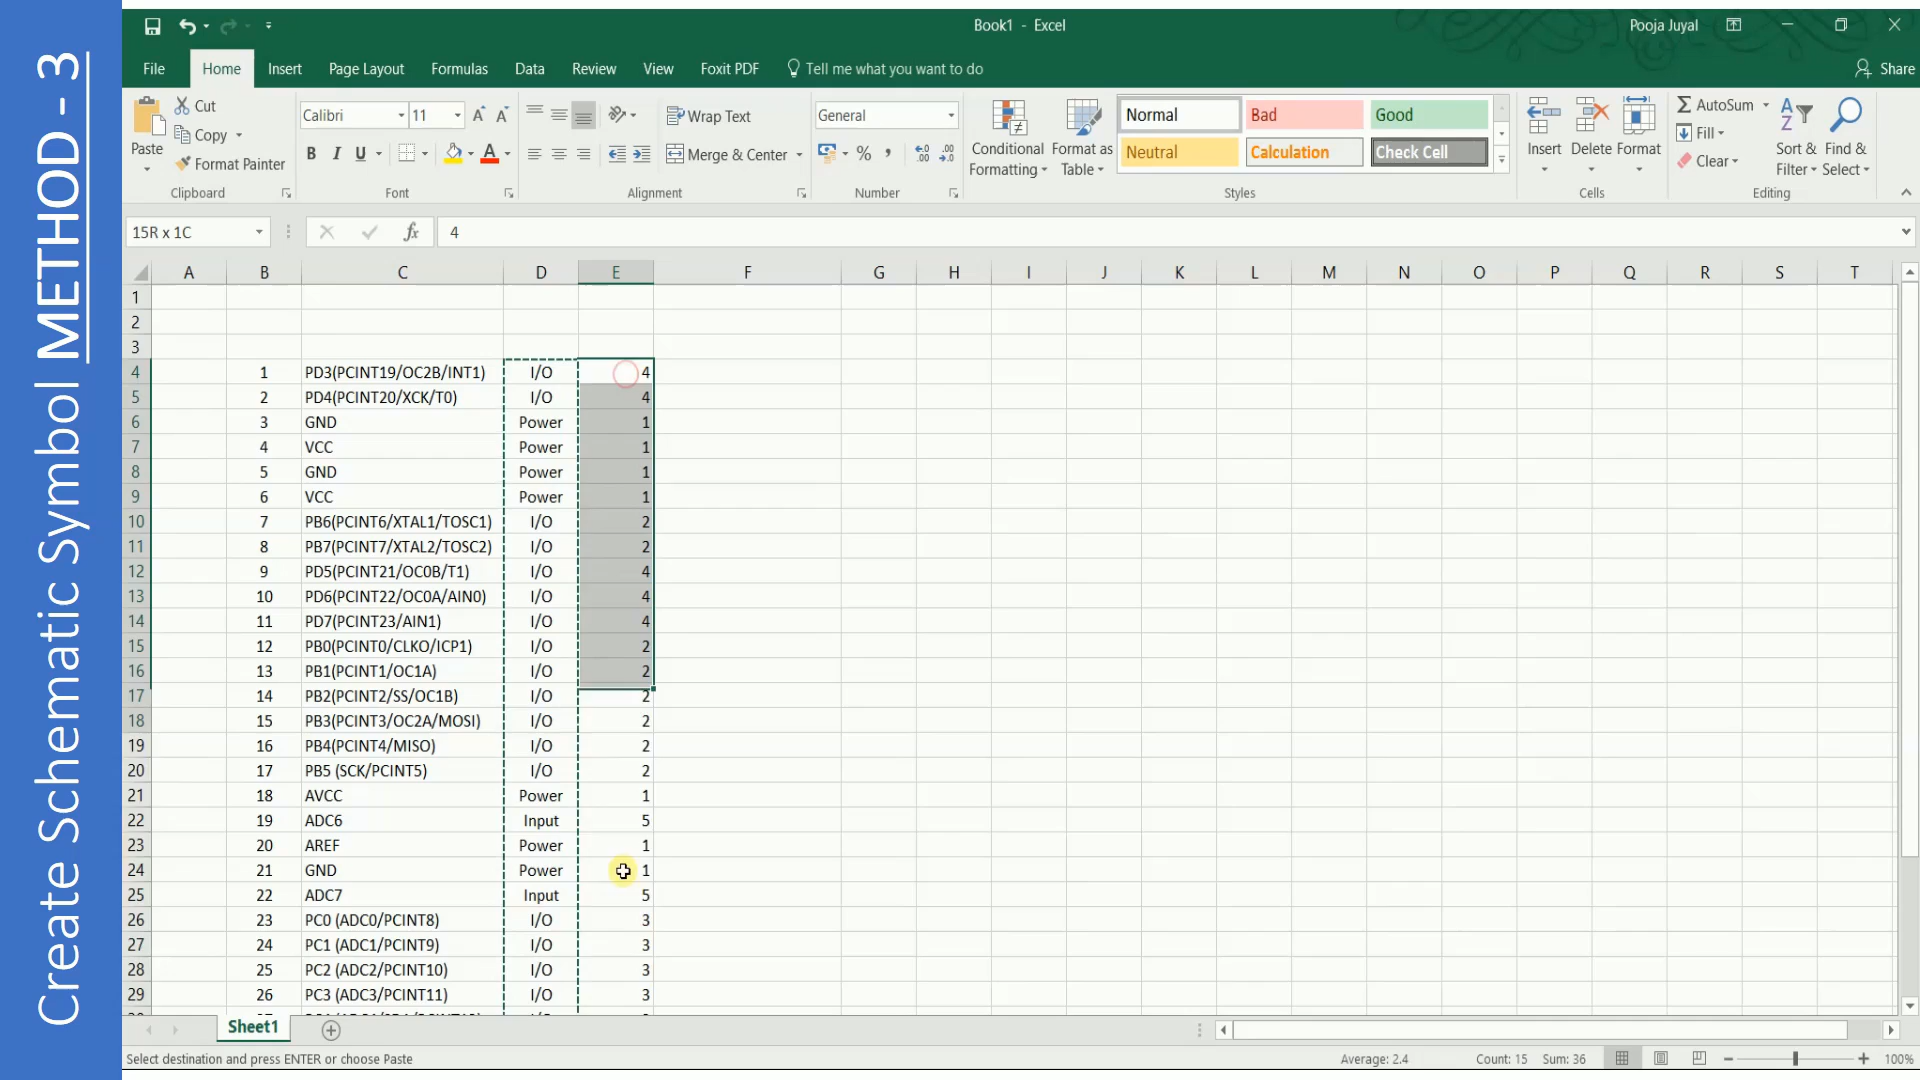 Create Schematic Symbol METHOD - 3
Book1 - Excel
Pooja Juyal
File Home Insert Page Layout Formulas Data Review View Foxit PDF Tell me what you want to do Share
Paste
Cut
Copy
Format Painter
Clipboard
Calibri 11
B I U
Font
Wrap Text
Merge & Center
Alignment
General
Number
Conditional Formatting
Format as Table
Normal Bad Good
Neutral Calculation Check Cell
Styles
Insert Delete Format
Cells
AutoSum
Fill
Clear
Sort & Filter
Find & Select
Editing
15R x 1C fx 4
A B C D E F G H I J K L M N O P Q R S T
1
2
3
4 1 PD3(PCINT19/OC2B/INT1) I/O 4
5 2 PD4(PCINT20/XCK/T0) I/O 4
6 3 GND Power 1
7 4 VCC Power 1
8 5 GND Power 1
9 6 VCC Power 1
10 7 PB6(PCINT6/XTAL1/TOSC1) I/O 2
11 8 PB7(PCINT7/XTAL2/TOSC2) I/O 2
12 9 PD5(PCINT21/OC0B/T1) I/O 4
13 10 PD6(PCINT22/OC0A/AIN0) I/O 4
14 11 PD7(PCINT23/AIN1) I/O 4
15 12 PB0(PCINT0/CLKO/ICP1) I/O 2
16 13 PB1(PCINT1/OC1A) I/O 2
17 14 PB2(PCINT2/SS/OC1B) I/O 2
18 15 PB3(PCINT3/OC2A/MOSI) I/O 2
19 16 PB4(PCINT4/MISO) I/O 2
20 17 PB5 (SCK/PCINT5) I/O 2
21 18 AVCC Power 1
22 19 ADC6 Input 5
23 20 AREF Power 1
24 21 GND Power 1
25 22 ADC7 Input 5
26 23 PC0 (ADC0/PCINT8) I/O 3
27 24 PC1 (ADC1/PCINT9) I/O 3
28 25 PC2 (ADC2/PCINT10) I/O 3
29 26 PC3 (ADC3/PCINT11) I/O 3
Sheet1
Select destination and press ENTER or choose Paste Average: 2.4 Count: 15 Sum: 36 100%